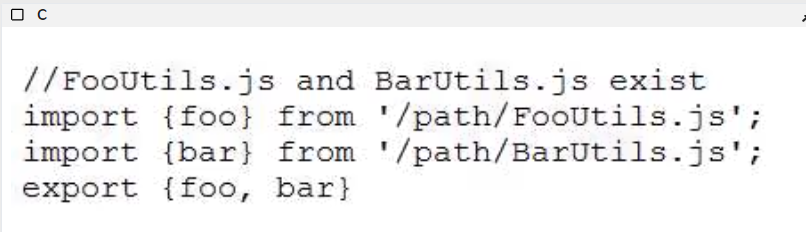 C
//FooUtils.js and BarUtils.js exist
import {foo} from '/path/FooUtils.js';
import {bar} from '/path/BarUtils.js';
export {foo, bar}